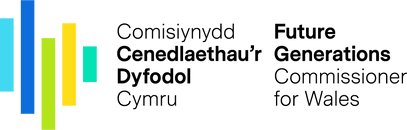 Comisiynydd
Cenedlaethau'r
Dyfodol
Cymru
Future
Generations
Commissioner
for Wales